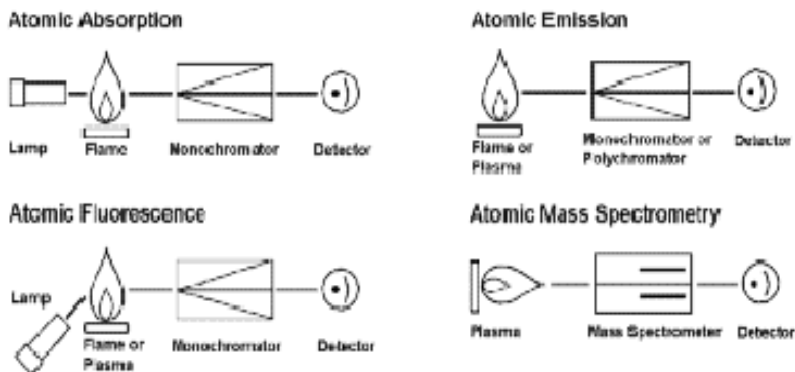 Atomic Absorption
Lamp
Flame
Monochromator
Detector
Atomic Emission
Flame or
Plasma
Monochromator or
Polychromator
Detector
Atomic Fluorescence
Lamp
Flame or
Plasma
Monochromator
Detector
Atomic Mass Spectrometry
Plasma
Mass Spectrometer
Detector